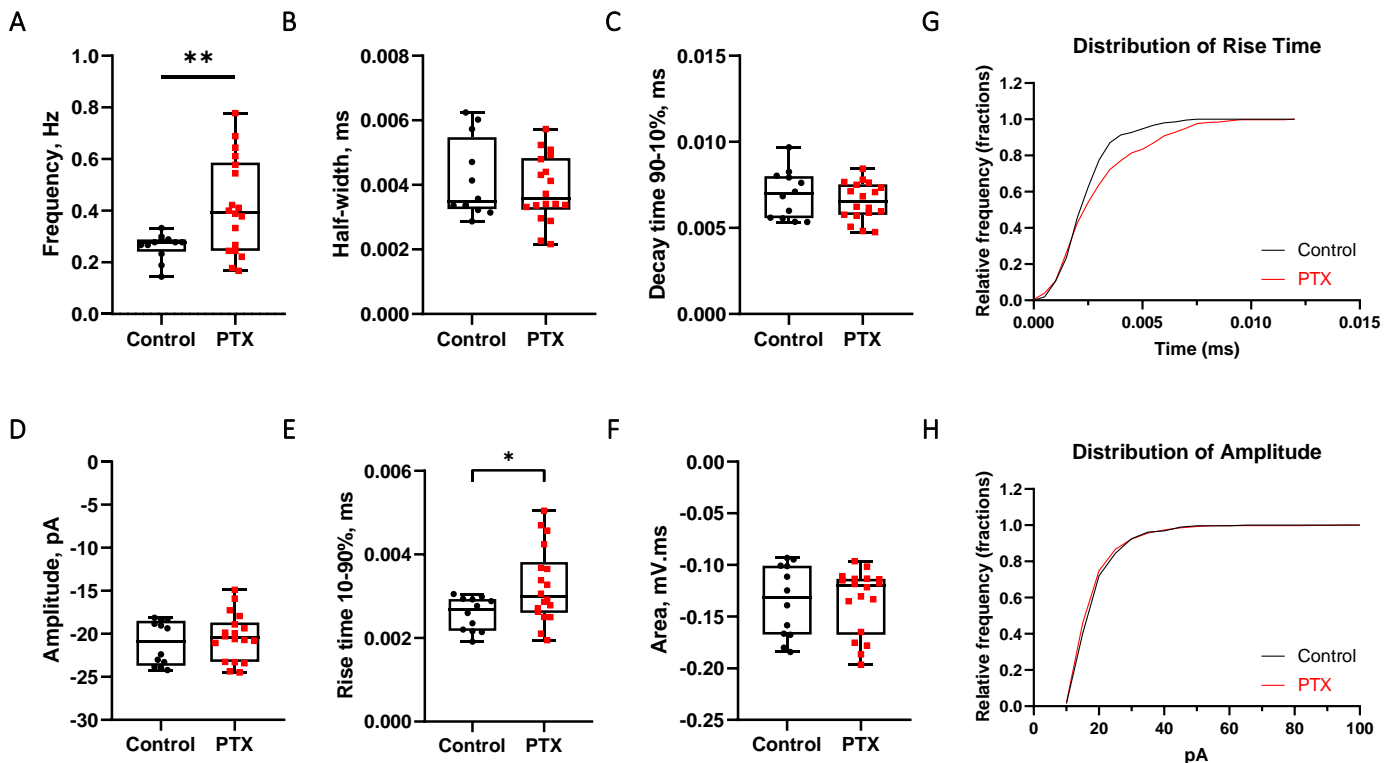 A
Frequency, Hz
1.0
0.8
0.6
0.4
0.2
0.0
**
Control PTX
B
Half-width, ms
0.008
0.006
0.004
0.002
0.000
Control PTX
C
Decay time 90-10%, ms
0.015
0.010
0.005
0.000
Control PTX
G
Distribution of Rise Time
Relative frequency (fractions)
1.2
1.0
0.8
0.6
0.4
0.2
0.0
Control
PTX
0.000 0.005 0.010 0.015
Time (ms)
D
Amplitude, pA
0
-5
-10
-15
-20
-25
-30
Control PTX
E
Rise time 10-90%, ms
0.006
0.004
0.002
0.000
*
Control PTX
F
Area, mV.ms
0.00
-0.05
-0.10
-0.15
-0.20
-0.25
Control PTX
H
Distribution of Amplitude
Relative frequency (fractions)
1.2
1.0
0.8
0.6
0.4
0.2
0.0
Control
PTX
0 20 40 60 80 100
pA